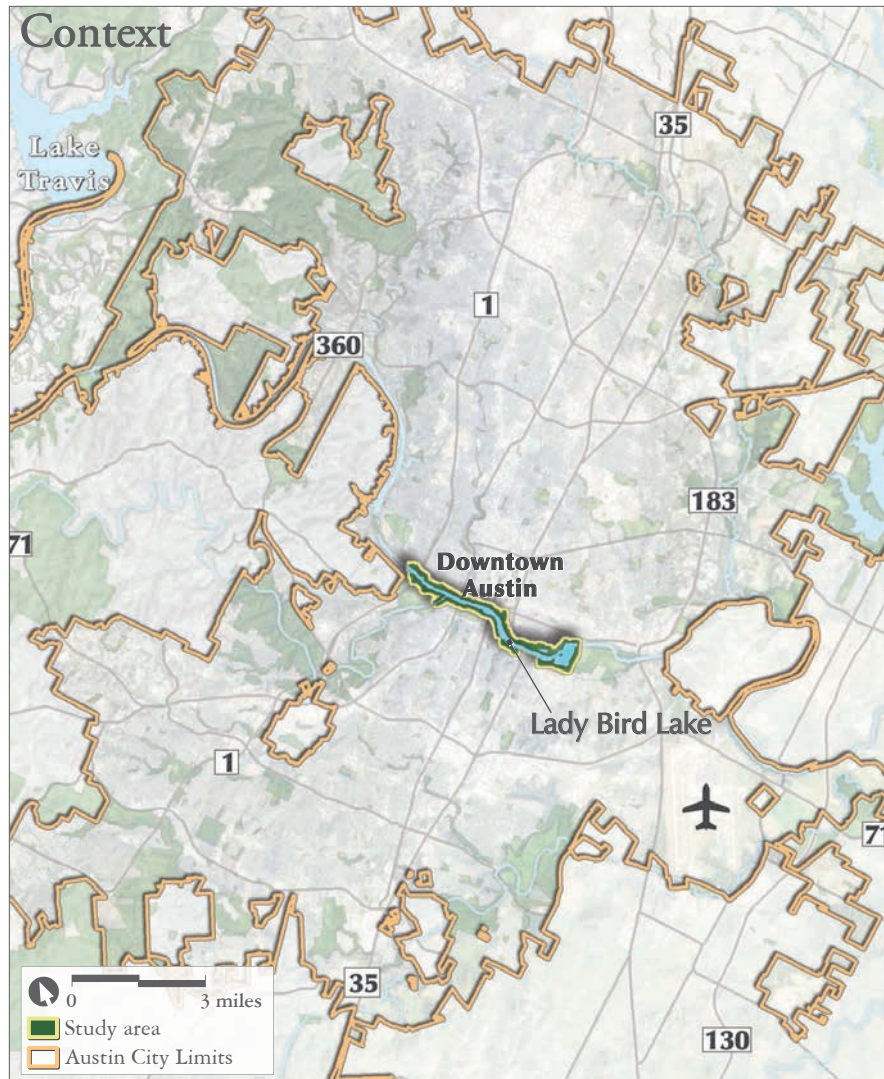 Context
35
Lake
Travis
1
360
183
71
Downtown
Austin
Lady Bird Lake
1
71
35
0
3 miles
130
Study area
Austin City Limits